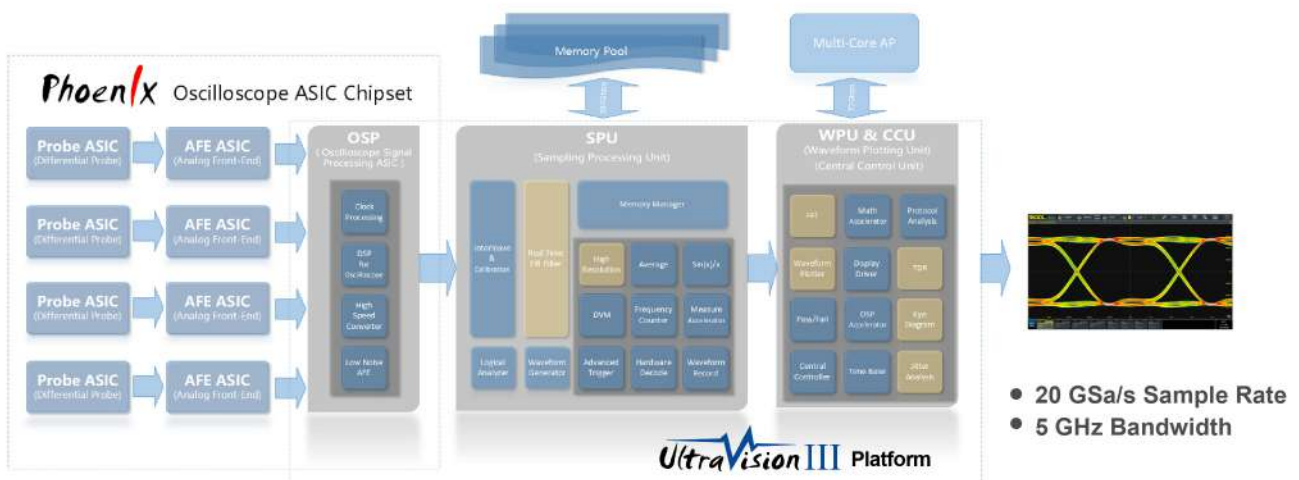 Memory Pool
Multi-Core AP
PhoenIx Oscilloscope ASIC Chipset
Probe ASIC
(Differential Probe)
AFE ASIC
(Analog Front-End)
Probe ASIC
(Differential Probe)
AFE ASIC
(Analog Front-End)
Probe ASIC
(Differential Probe)
AFE ASIC
(Analog Front-End)
Probe ASIC
(Differential Probe)
AFE ASIC
(Analog Front-End)
OSP
(Oscilloscope Signal
Processing ASIC)
Clock
Processing
for
Oscilloscope
High
Speed
Converter
Low Noise
AFE
SPU
(Sampling Processing Unit)
&
Calibration
Real Time
Filter
Memory Manager
High
Resolution
Average
Sin(x)/x
DVM
Frequency
Counter
Measure
Accelerator
Logical
Analyzer
Waveform
Generator
Advanced
Trigger
Hardware
Decode
Waveform
Record
WPU & CCU
(Waveform Plotting Unit)
(Central Control Unit)
Math
Accelerator
Protocol
Analysis
Waveform
Plotter
Display
Driver
Pass/Fail
Accelerator
Eye
Diagram
Central
Controller
Time Base
Jitter
Analysis
UltraVision III Platform
20 GSa/s Sample Rate
5 GHz Bandwidth